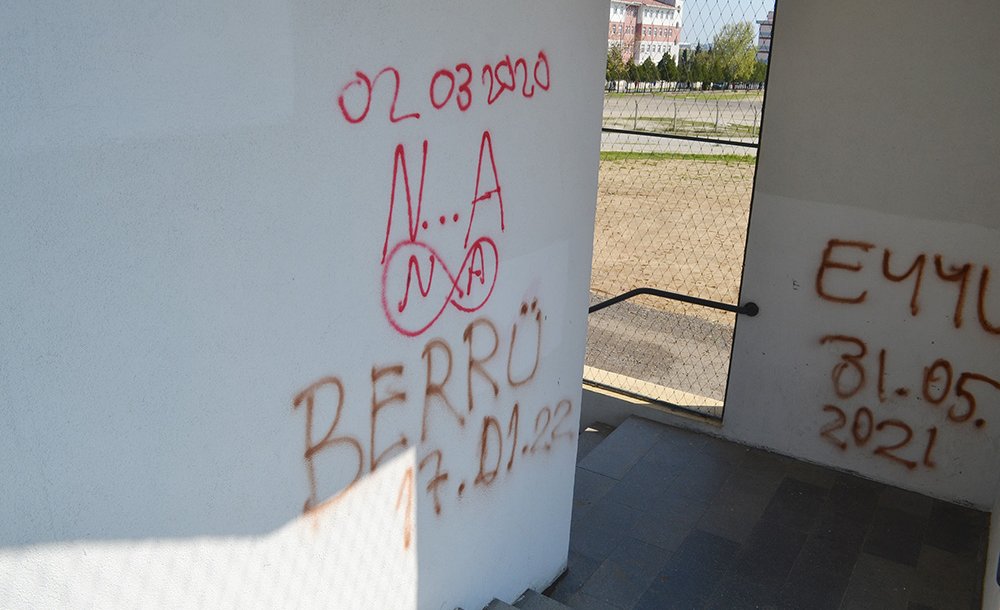 02 03 2020
N...A
N A
BERRÜ
17.01.22
EYYU
31.05.
2021